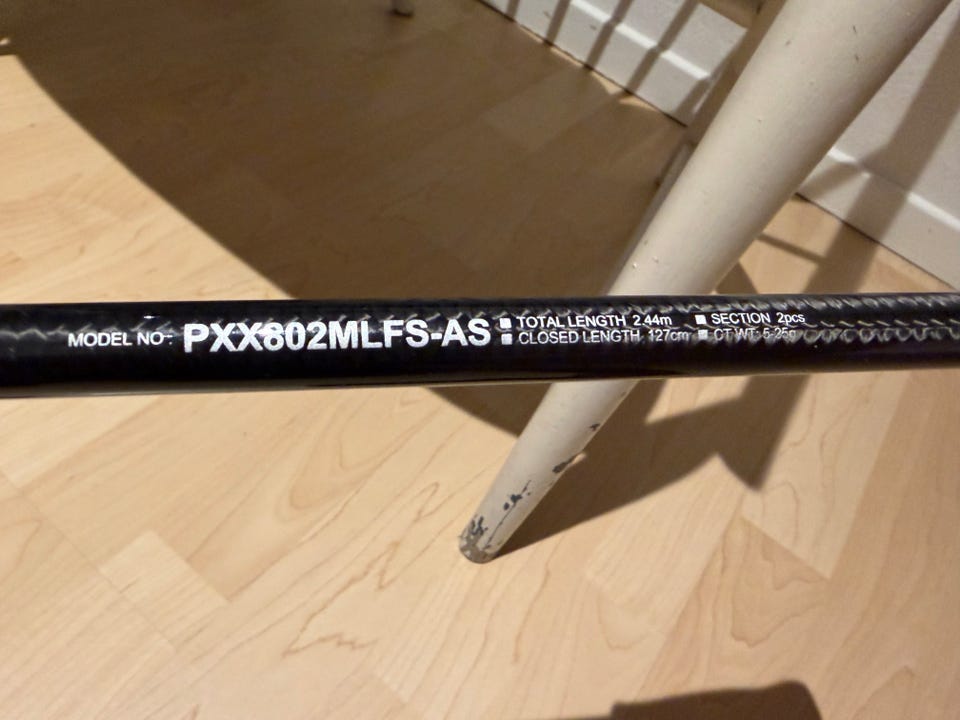 MODEL NO: PXX802MLFS-AS
■ TOTAL LENGTH 2.44m ■ SECTION 2pcs
■ CLOSED LENGTH 127cm ■ CT WT: 5-25g